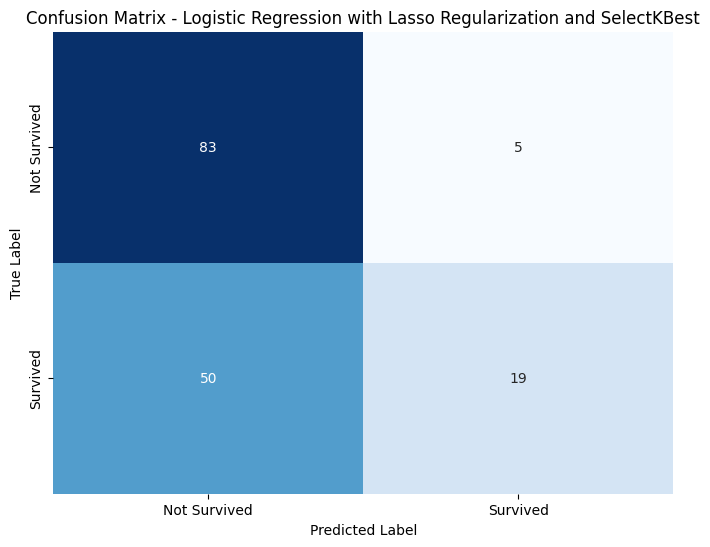 Confusion Matrix - Logistic Regression with Lasso Regularization and SelectKBest
True Label
Not Survived
83
5
Survived
50
19
Not Survived
Survived
Predicted Label